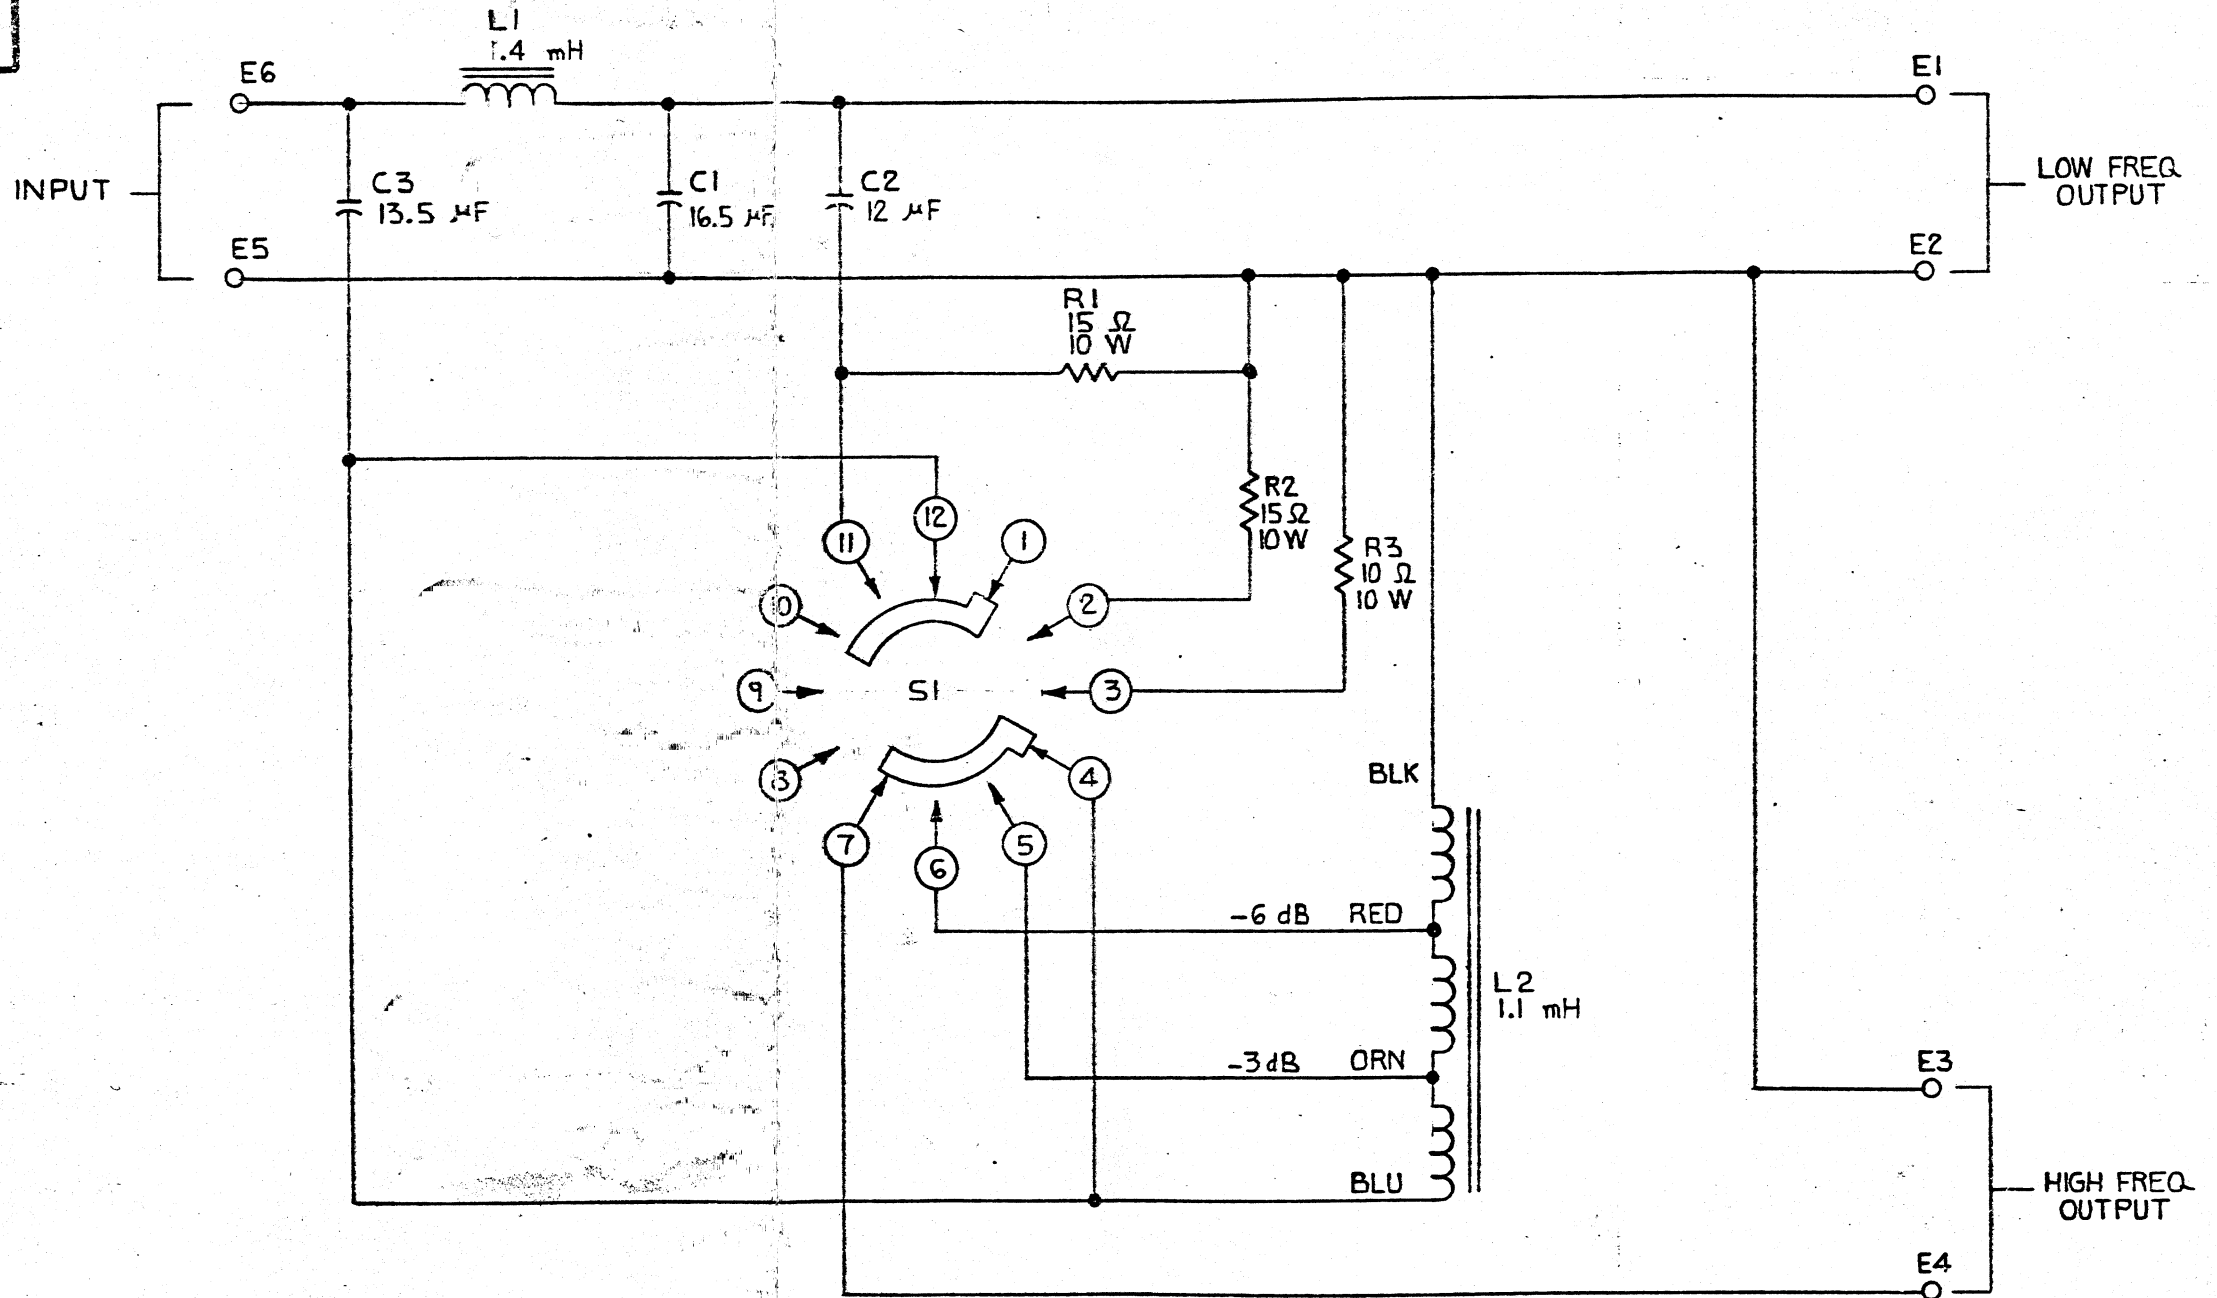 L1
1.4 mH
E6
E1
INPUT
C3
13.5 µF
C1
16.5 µF
C2
12 µF
LOW FREQ
OUTPUT
E5
E2
R1
15 Ω
10 W
R2
15 Ω
10 W
R3
10 Ω
10 W
12
11
1
10
2
9
S1
3
8
4
7
5
6
BLK
-6 dB RED
L2
1.1 mH
-3 dB ORN
E3
BLU
HIGH FREQ
OUTPUT
E4